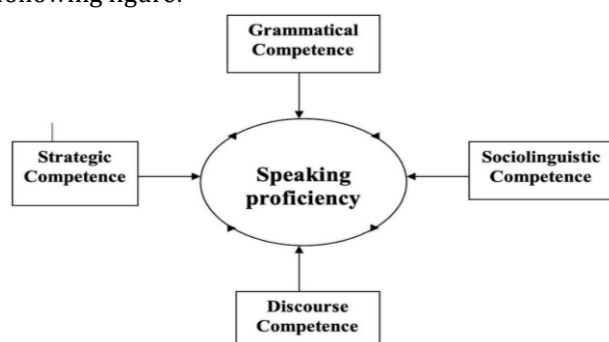 following figure.
Grammatical
Competence
Strategic
Competence
Speaking
proficiency
Sociolinguistic
Competence
Discourse
Competence